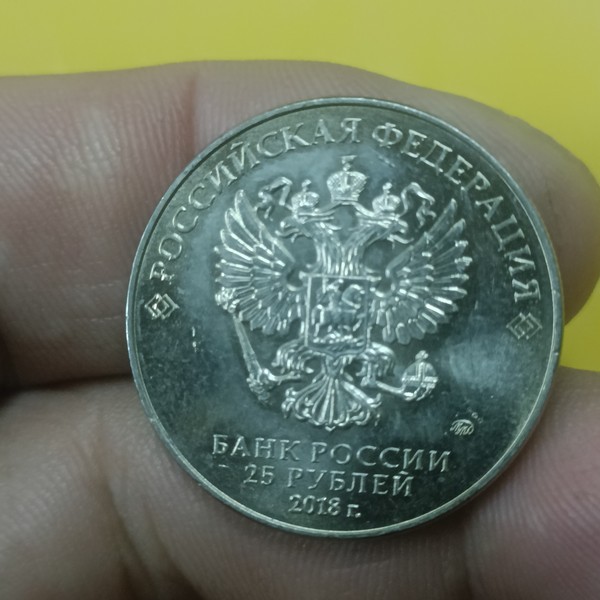 РОССИЙСКАЯ ФЕДЕРАЦИЯ
БАНК РОССИИ
25 РУБЛЕЙ
2018 г.